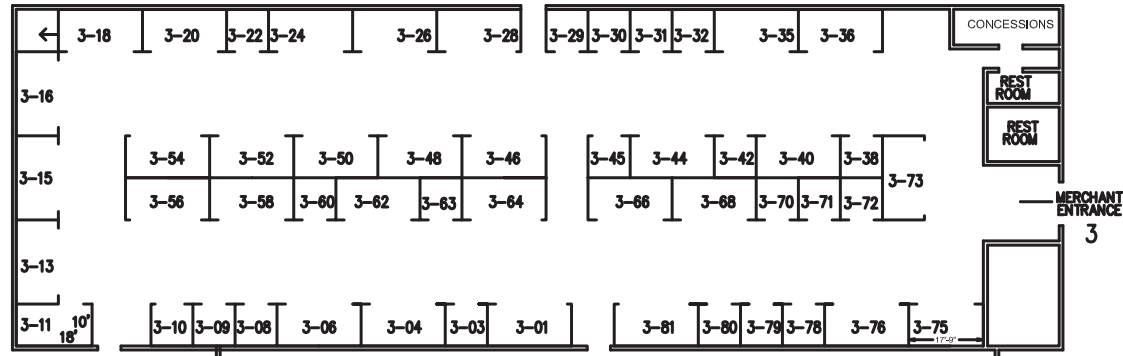 CONCESSIONS
3-18 3-20 3-22 3-24 3-26 3-28 3-29 3-30 3-31 3-32 3-35 3-36
REST
ROOM
3-16
REST
ROOM
3-54 3-52 3-50 3-48 3-46 3-45 3-44 3-42 3-40 3-38
3-15 3-73
3-56 3-58 3-60 3-62 3-63 3-64 3-66 3-68 3-70 3-71 3-72
MERCHANT
ENTRANCE
3
3-13
3-11 10' 3-10 3-09 3-08 3-06 3-04 3-03 3-01 3-81 3-80 3-79 3-78 3-76 3-75
18' 17'-9"